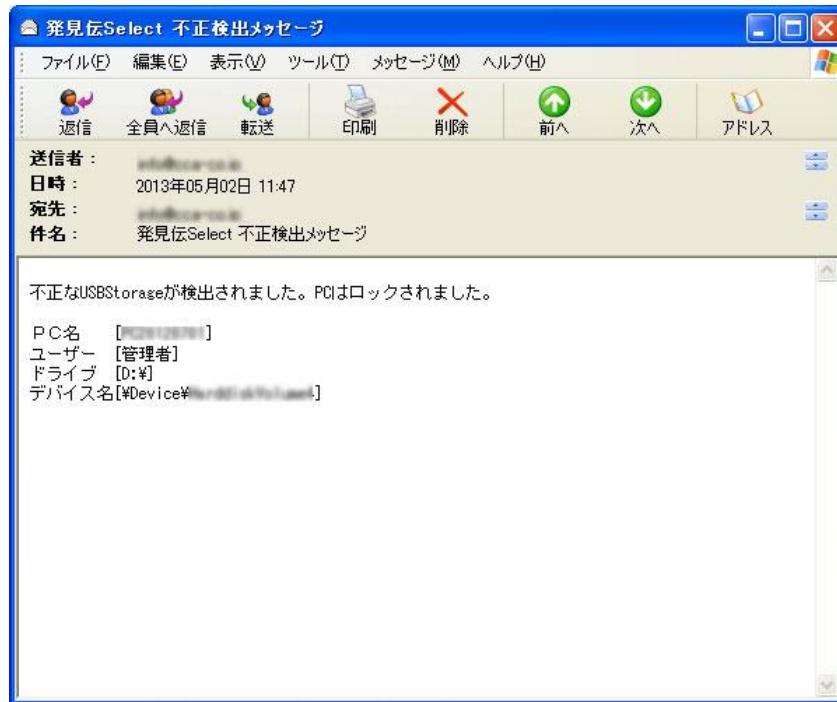 発見伝Select 不正検出メッセージ
ファイル(F) 編集(E) 表示(V) ツール(T) メッセージ(M) ヘルプ(H)
返信 全員へ返信 転送 印刷 削除 前へ 次へ アドレス
送信者：
日時： 2013年05月02日 11:47
宛先：
件名： 発見伝Select 不正検出メッセージ
不正なUSBStorageが検出されました。PCはロックされました。
ＰＣ名 [ ]
ユーザー [管理者]
ドライブ [D:¥]
デバイス名[¥Device¥ ]